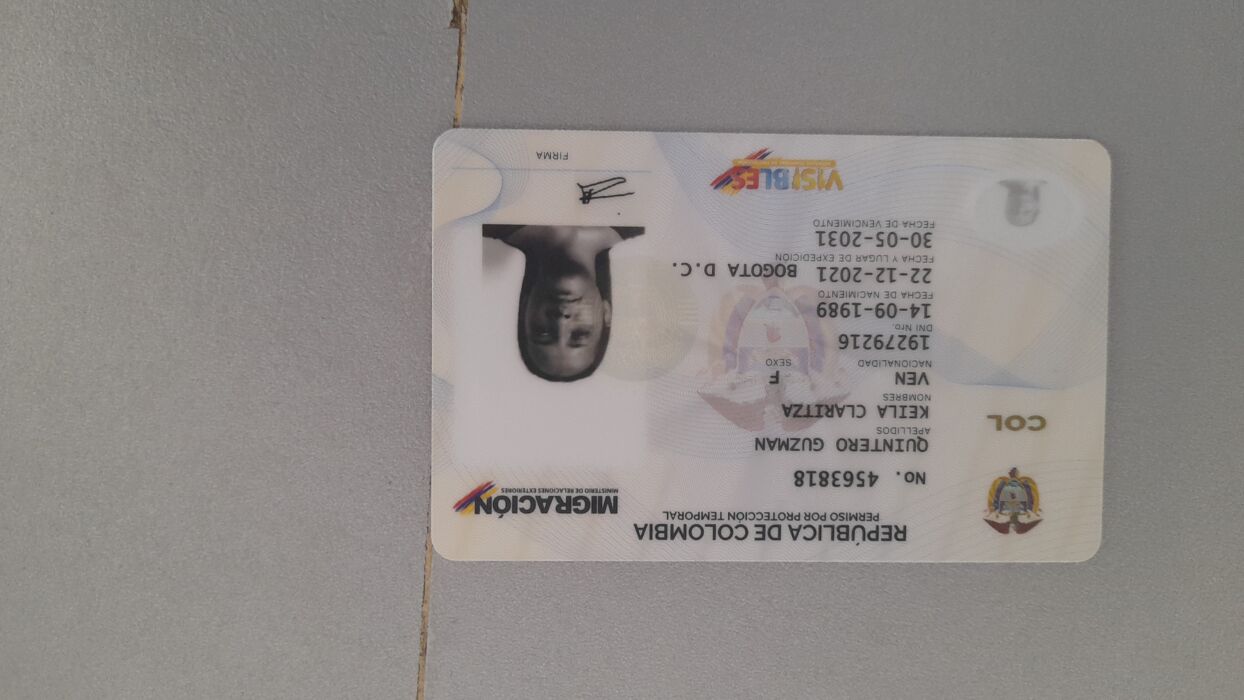 REPÚBLICA DE COLOMBIA
PERMISO POR PROTECCIÓN TEMPORAL
MIGRACIÓN
MINISTERIO DE RELACIONES EXTERIORES
No. 4563818
COL
APELLIDOS
QUINTERO GUZMAN
NOMBRES
KEILA CLARITZA
NACIONALIDAD
VEN
SEXO
F
DNI Nro.
19279216
FECHA DE NACIMIENTO
14-09-1989
FECHA Y LUGAR DE EXPEDICIÓN
22-12-2021 BOGOTA D.C.
FECHA DE VENCIMIENTO
30-05-2031
VISIBLES
FIRMA